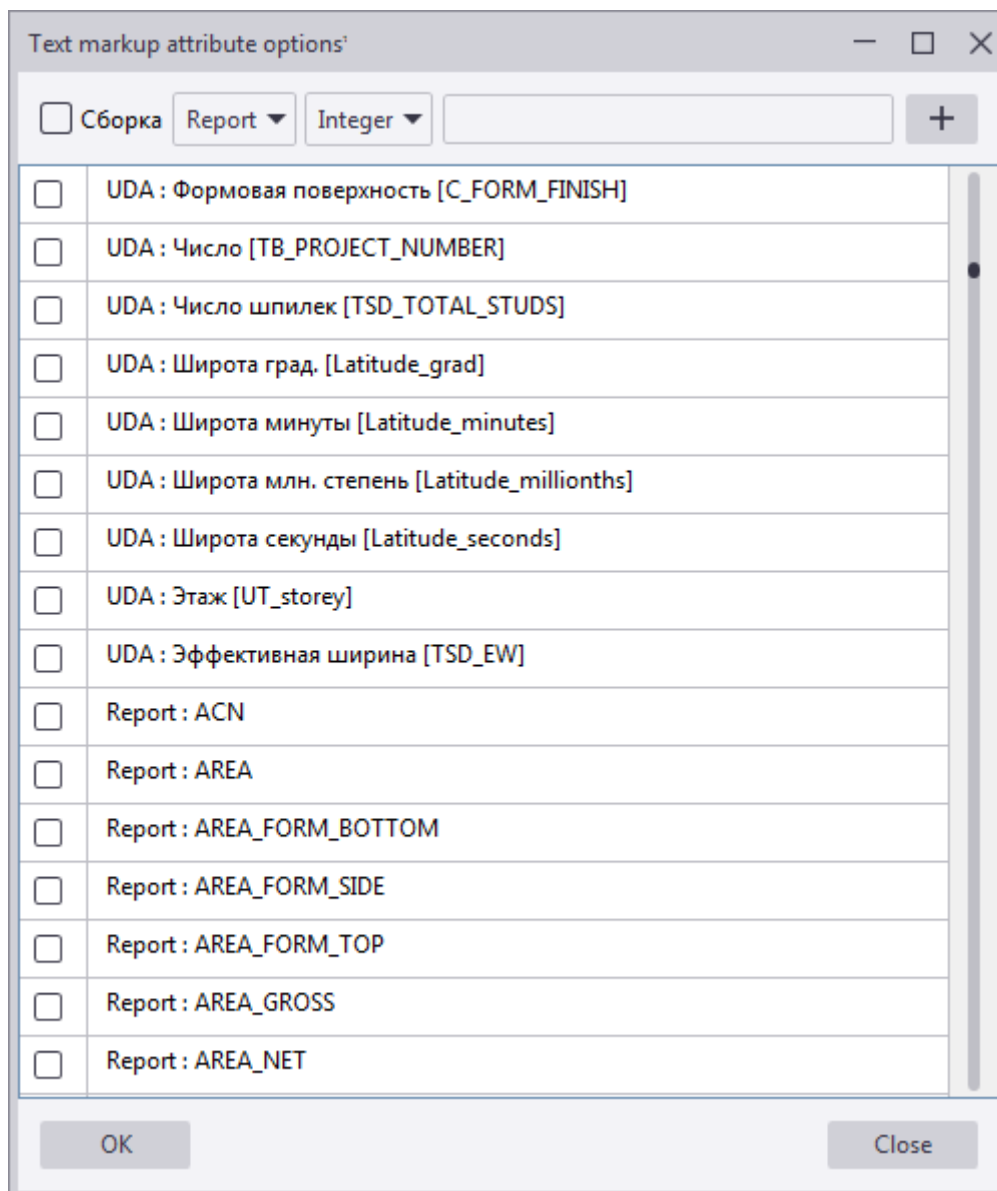 Text markup attribute options¹
Сборка Report Integer +
UDA : Формовая поверхность [C_FORM_FINISH]
UDA : Число [TB_PROJECT_NUMBER]
UDA : Число шпилек [TSD_TOTAL_STUDS]
UDA : Широта град. [Latitude_grad]
UDA : Широта минуты [Latitude_minutes]
UDA : Широта млн. степень [Latitude_millionths]
UDA : Широта секунды [Latitude_seconds]
UDA : Этаж [UT_storey]
UDA : Эффективная ширина [TSD_EW]
Report : ACN
Report : AREA
Report : AREA_FORM_BOTTOM
Report : AREA_FORM_SIDE
Report : AREA_FORM_TOP
Report : AREA_GROSS
Report : AREA_NET
OK Close